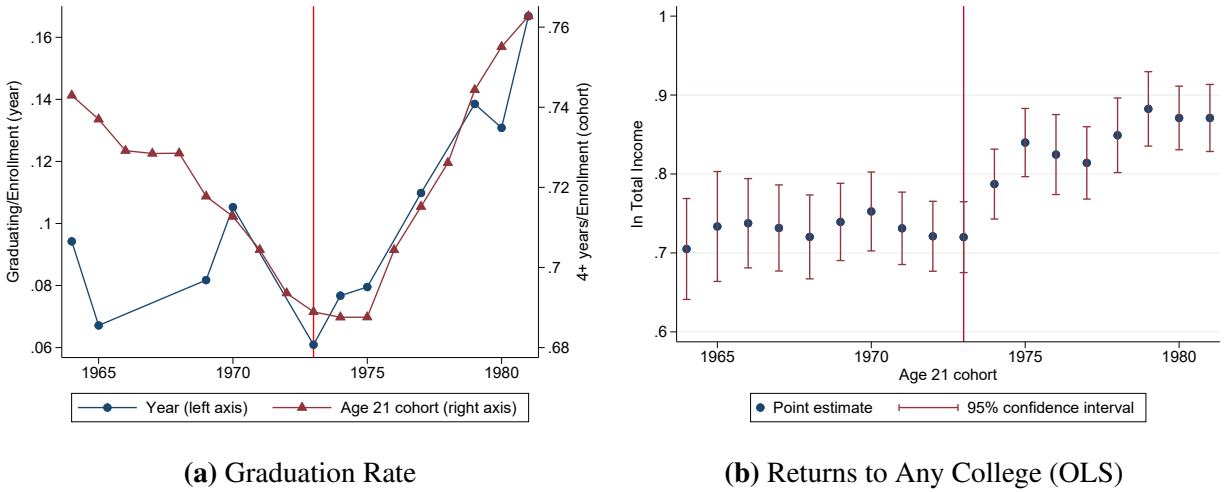 .16
.14
.12
.1
.08
.06
Graduating/Enrollment (year)
.76
.74
.72
.7
.68
4+ years/Enrollment (cohort)
1965 1970 1975 1980
Year (left axis) Age 21 cohort (right axis)
(a) Graduation Rate
1
.9
.8
.7
.6
ln Total Income
1965 1970 1975 1980
Age 21 cohort
Point estimate 95% confidence interval
(b) Returns to Any College (OLS)